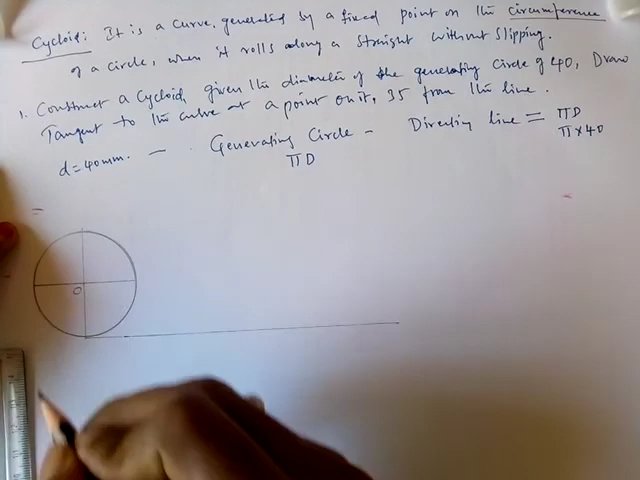 Cycloid: It is a curve, generated by a fixed point on the circumference
of a circle, when it rolls along a straight without slipping.
1. Construct a cycloid, given the diameter of the generating circle of 40, Draw
Tangent to the curve at a point on it, 35 from the line.
d = 40mm. — Generating Circle – Directing line = ΠD
ΠD Π×40
O